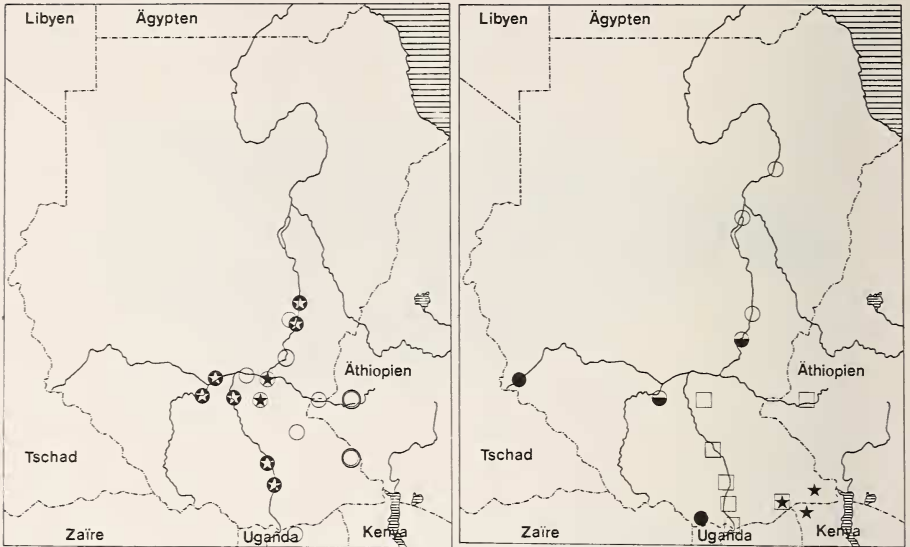 Libyen Ägypten
Äthiopien
Tschad
Zaïre Uganda Kenya
Libyen Ägypten
Äthiopien
Tschad
Zaïre Uganda Kenya